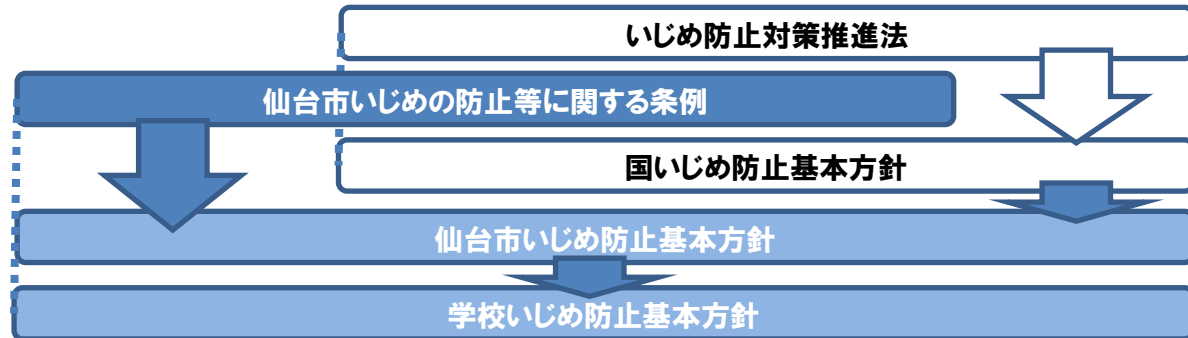 いじめ防止対策推進法
仙台市いじめの防止等に関する条例
国いじめ防止基本方針
仙台市いじめ防止基本方針
学校いじめ防止基本方針